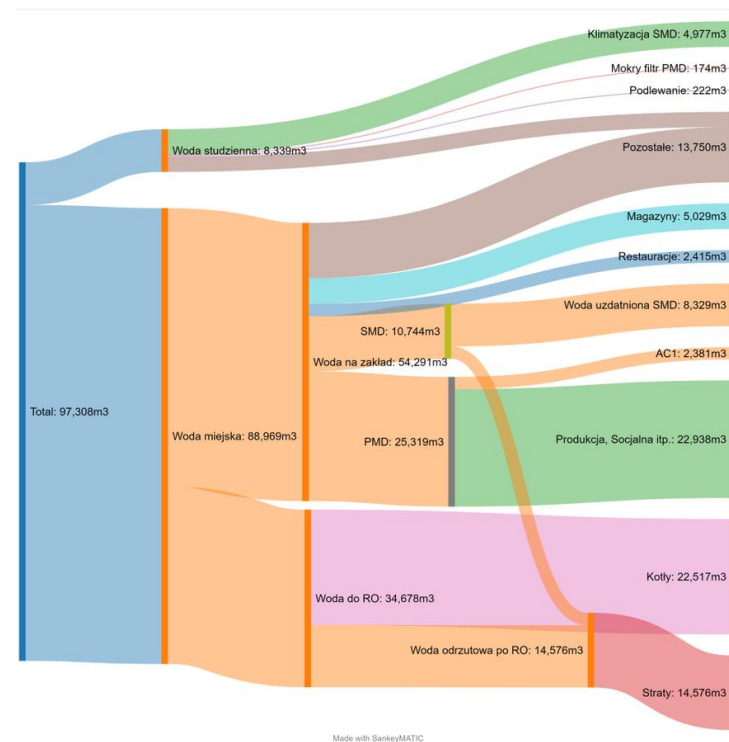 Klimatyzacja SMD: 4,977m3
Mokry filtr PMD: 174m3
Podlewanie: 222m3
Woda studzienna: 8,339m3
Pozostałe: 13,750m3
Magazyny: 5,029m3
Restauracje: 2,415m3
Woda uzdatniona SMD: 8,329m3
SMD: 10,744m3
AC1: 2,381m3
Woda na zakład: 54,291m3
Total: 97,308m3
Woda miejska: 88,969m3
PMD: 25,319m3
Produkcja, Socjalna itp.: 22,938m3
Kotły: 22,517m3
Woda do RO: 34,678m3
Woda odrzutowa po RO: 14,576m3
Straty: 14,576m3
Made with SankeyMATIC